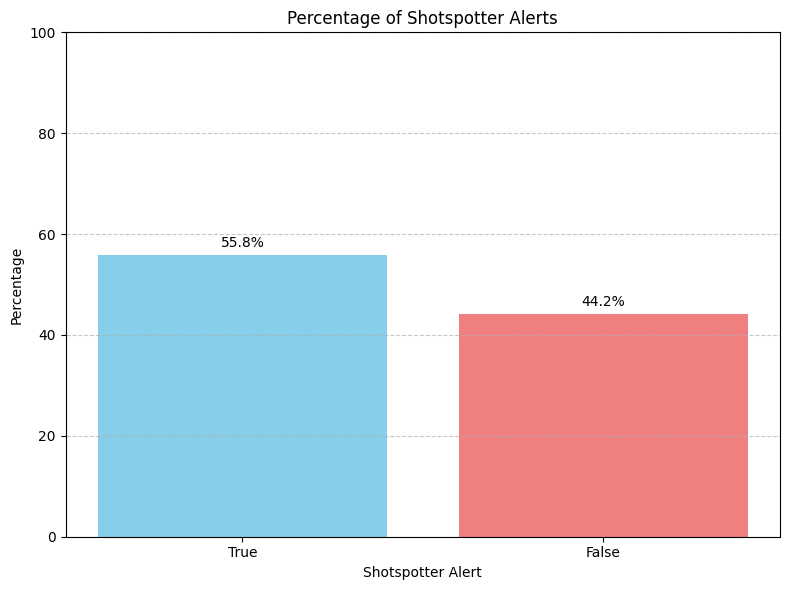 Percentage of Shotspotter Alerts
100
80
60
40
20
0
Percentage
55.8%
44.2%
True
False
Shotspotter Alert